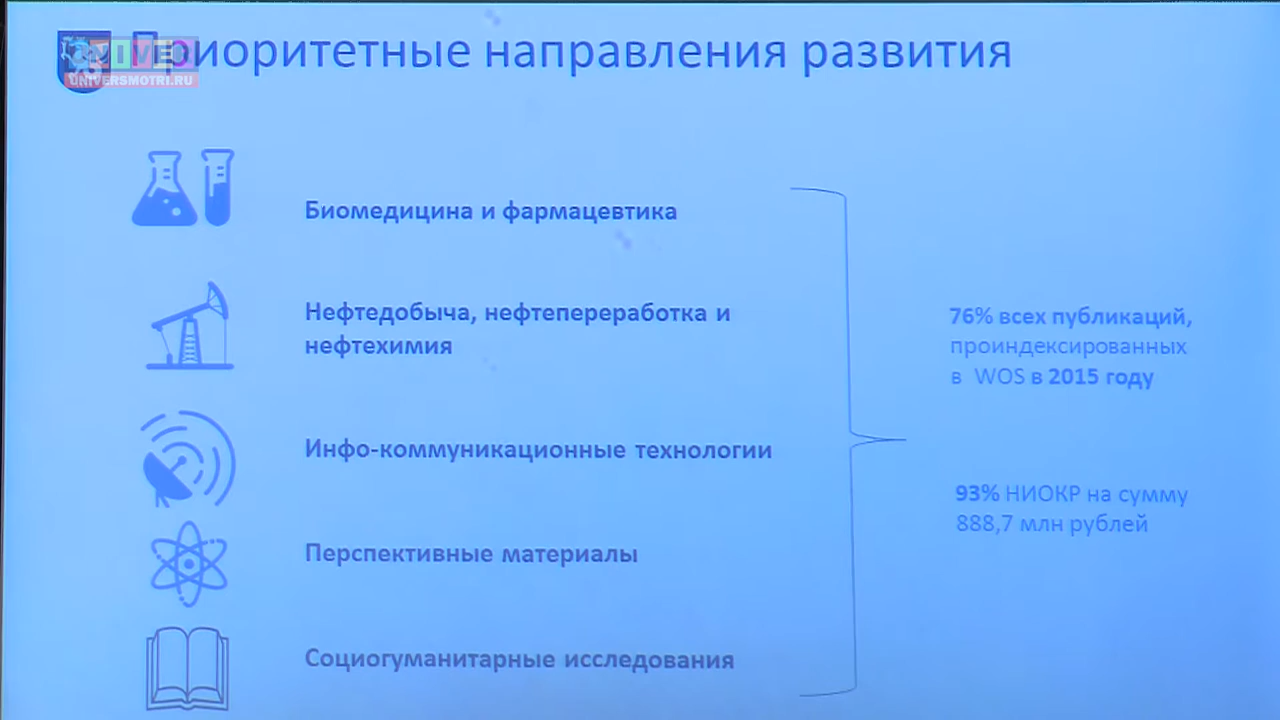 Приоритетные направления развития
UNIVER
UNIVERSMOTRI.RU
Биомедицина и фармацевтика
Нефтедобыча, нефтепереработка и
нефтехимия
Инфо-коммуникационные технологии
Перспективные материалы
Социогуманитарные исследования
76% всех публикаций,
проиндексированных
в WOS в 2015 году
93% НИОКР на сумму
888,7 млн рублей